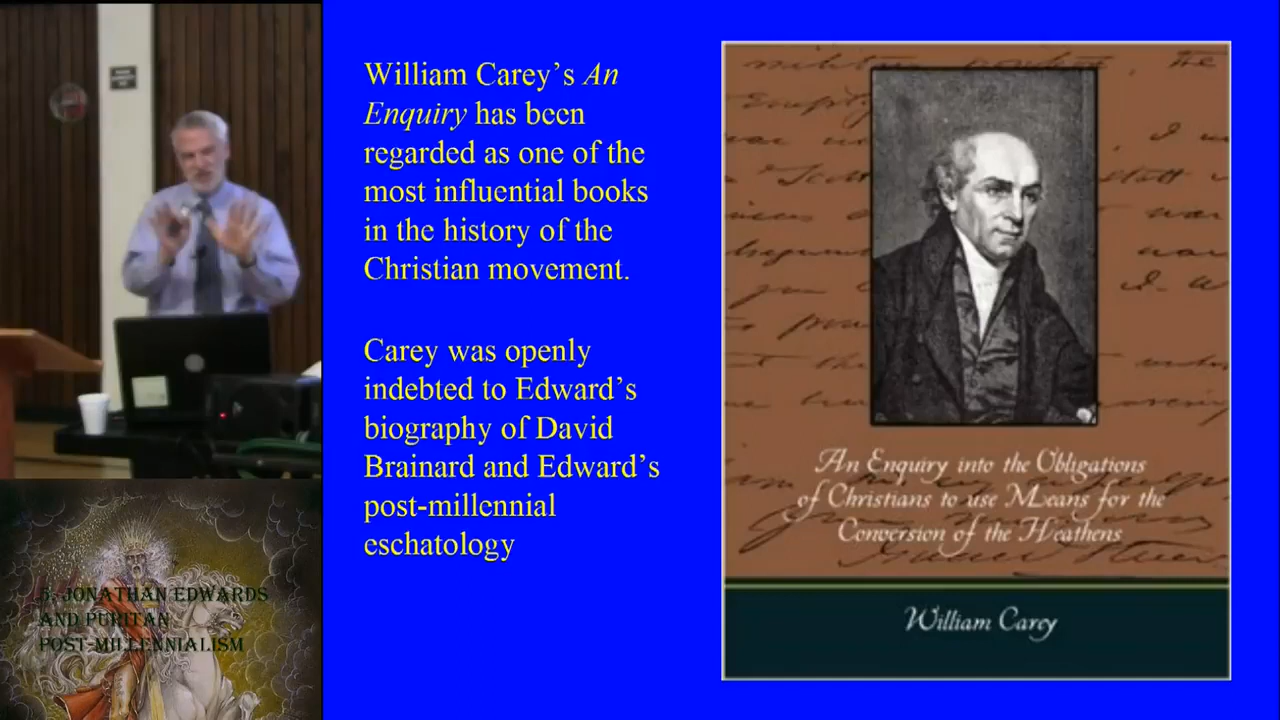 William Carey’s An
Enquiry has been
regarded as one of the
most influential books
in the history of the
Christian movement.
Carey was openly
indebted to Edward’s
biography of David
Brainard and Edward’s
post-millennial
eschatology
An Enquiry into the Obligations
of Christians to use Means for the
Conversion of the Heathens
William Carey
5. JONATHAN EDWARDS
AND PURITAN
POST-MILLENNIALISM